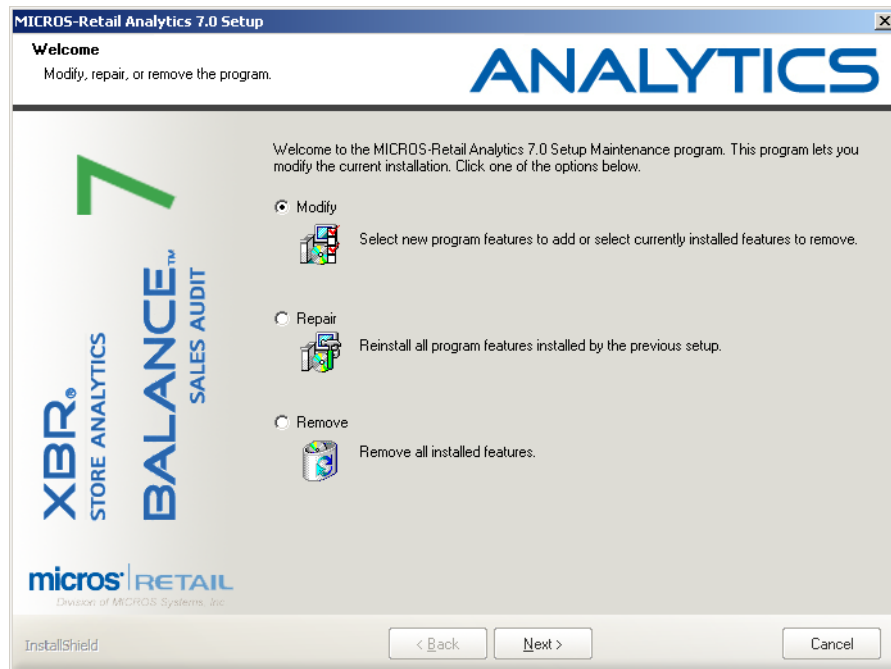 MICROS-Retail Analytics 7.0 Setup
Welcome
Modify, repair, or remove the program.
ANALYTICS
Welcome to the MICROS-Retail Analytics 7.0 Setup Maintenance program. This program lets you
modify the current installation. Click one of the options below.
Modify
Select new program features to add or select currently installed features to remove.
Repair
Reinstall all program features installed by the previous setup.
Remove
Remove all installed features.
7
XBR®
STORE ANALYTICS
BALANCE™
SALES AUDIT
micros® RETAIL
Division of MICROS Systems, Inc.
InstallShield
< Back
Next >
Cancel